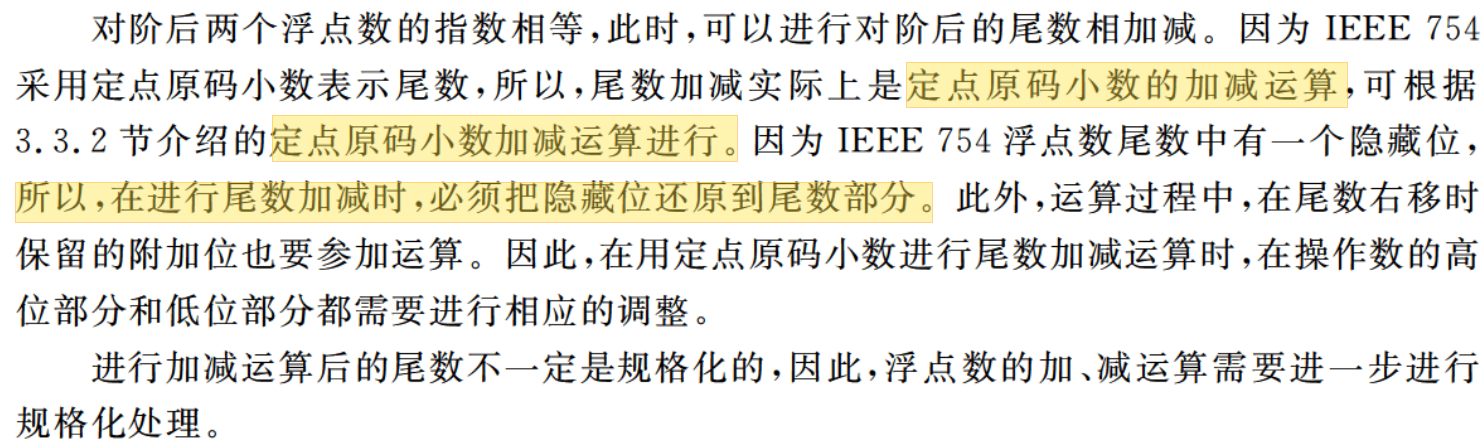 对阶后两个浮点数的指数相等,此时,可以进行对阶后的尾数相加减。因为 IEEE 754
采用定点原码小数表示尾数,所以,尾数加减实际上是定点原码小数的加减运算,可根据
3.3.2 节介绍的定点原码小数加减运算进行。因为 IEEE 754 浮点数尾数中有一个隐藏位,
所以,在进行尾数加减时,必须把隐藏位还原到尾数部分。此外,运算过程中,在尾数右移时
保留的附加位也要参加运算。因此,在用定点原码小数进行尾数加减运算时,在操作数的高
位部分和低位部分都需要进行相应的调整。
进行加减运算后的尾数不一定是规格化的,因此,浮点数的加、减运算需要进一步进行
规格化处理。